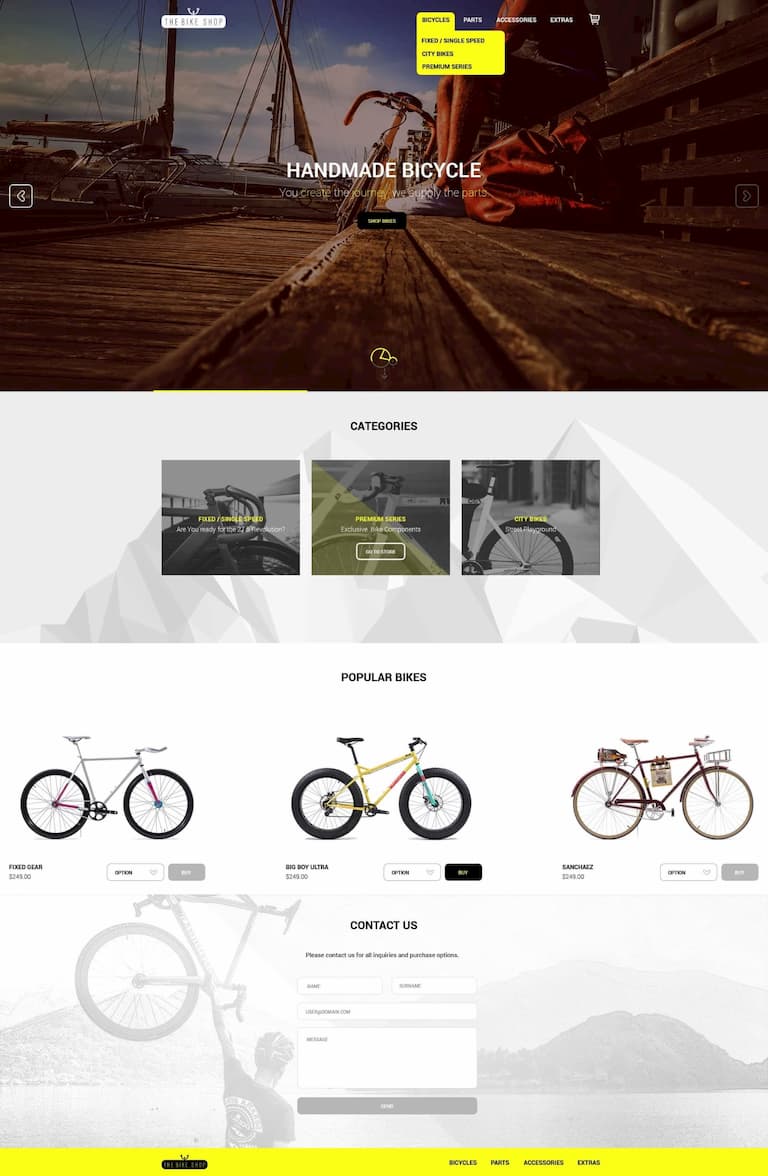 THE BIKE SHOP
BICYCLES PARTS ACCESSORIES EXTRAS
FIXED / SINGLE SPEED
CITY BIKES
PREMIUM SERIES
HANDMADE BICYCLE
You create the journey we supply the parts
SHOP BIKES
CATEGORIES
FIXED / SINGLE SPEED
Are You ready for the 27.5 Revolution?
PREMIUM SERIES
Exclusive Bike Components
GO TO STORE
CITY BIKES
Street Playground
POPULAR BIKES
FIXED GEAR
$249.00
OPTION
BUY
BIG BOY ULTRA
$249.00
OPTION
BUY
SANCHAEZ
$249.00
OPTION
BUY
CONTACT US
Please contact us for all inquiries and purchase options.
NAME
SURNAME
USER@DOMAIN.COM
MESSAGE
SEND
THE BIKE SHOP
BICYCLES PARTS ACCESSORIES EXTRAS